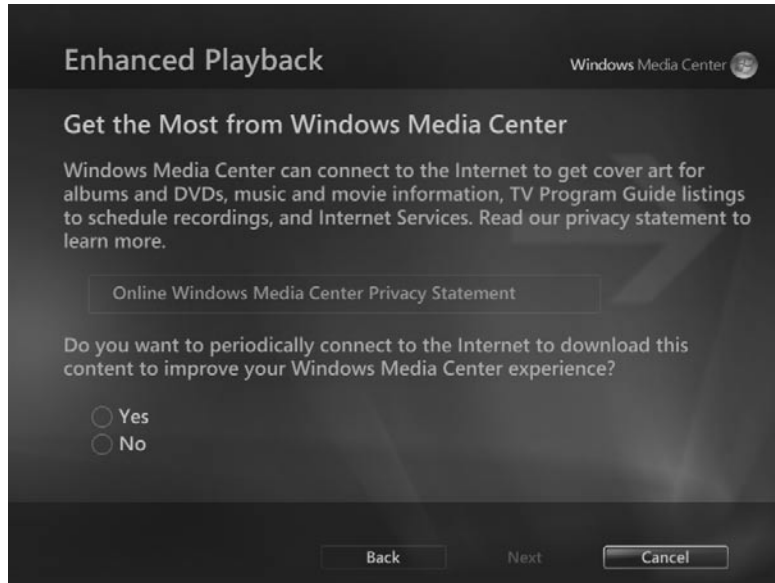 Enhanced Playback
Windows Media Center
Get the Most from Windows Media Center
Windows Media Center can connect to the Internet to get cover art for
albums and DVDs, music and movie information, TV Program Guide listings
to schedule recordings, and Internet Services. Read our privacy statement to
learn more.
Online Windows Media Center Privacy Statement
Do you want to periodically connect to the Internet to download this
content to improve your Windows Media Center experience?
Yes
No
Back Next Cancel